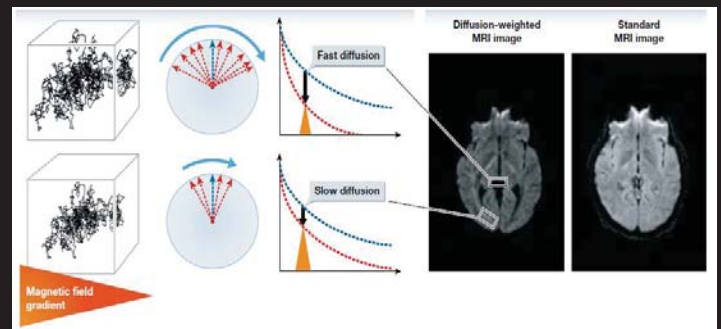 Diffusion-weighted
MRI image
Standard
MRI image
Fast diffusion
Slow diffusion
Magnetic field
gradient